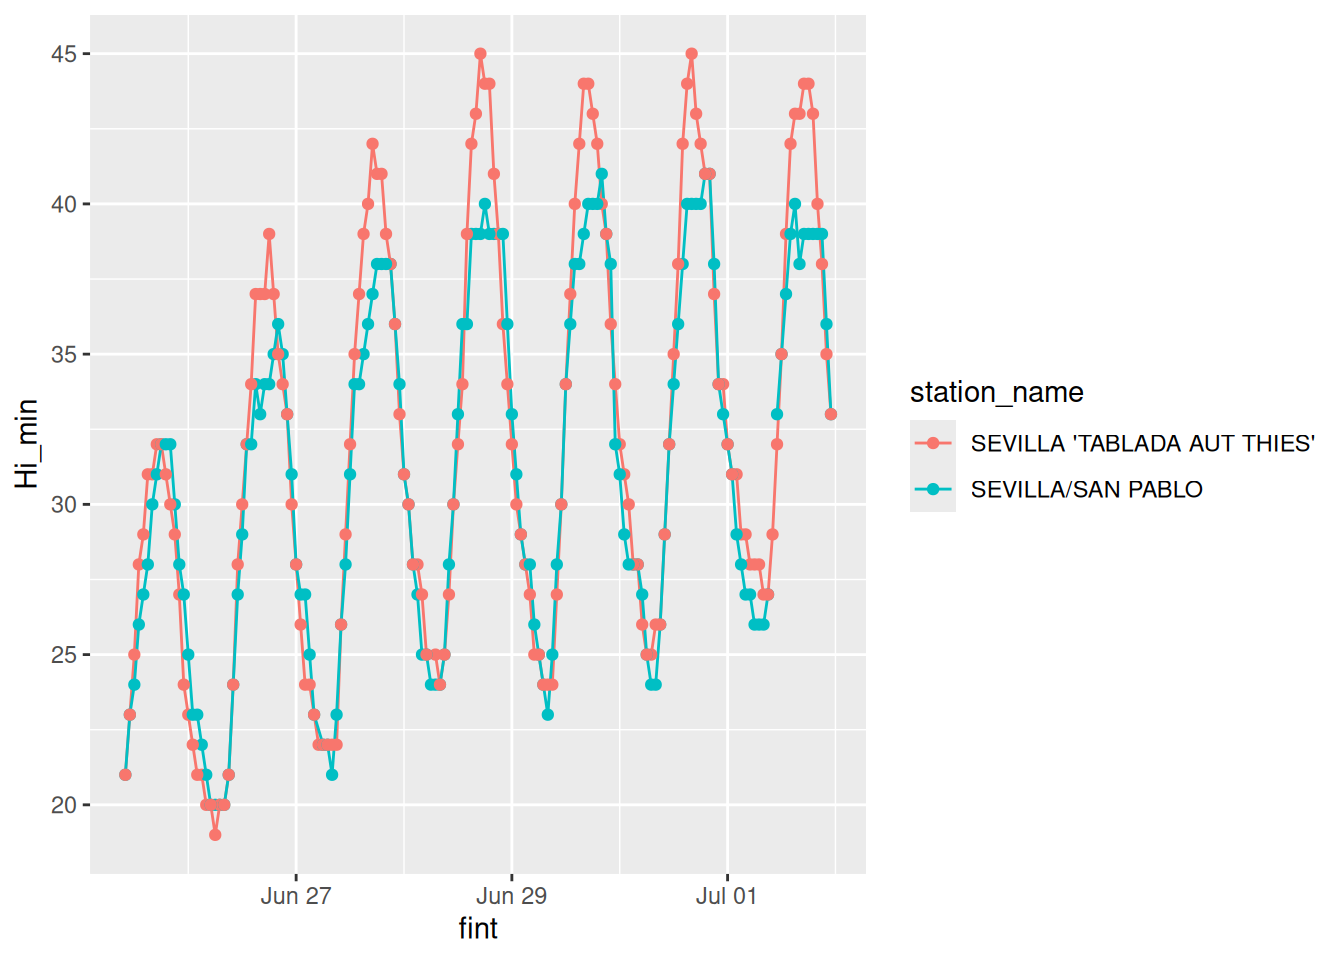 45
40
35
30
25
20
Hi_min
Jun 27
Jun 29
Jul 01
fint
station_name
SEVILLA 'TABLADA AUT THIES'
SEVILLA/SAN PABLO